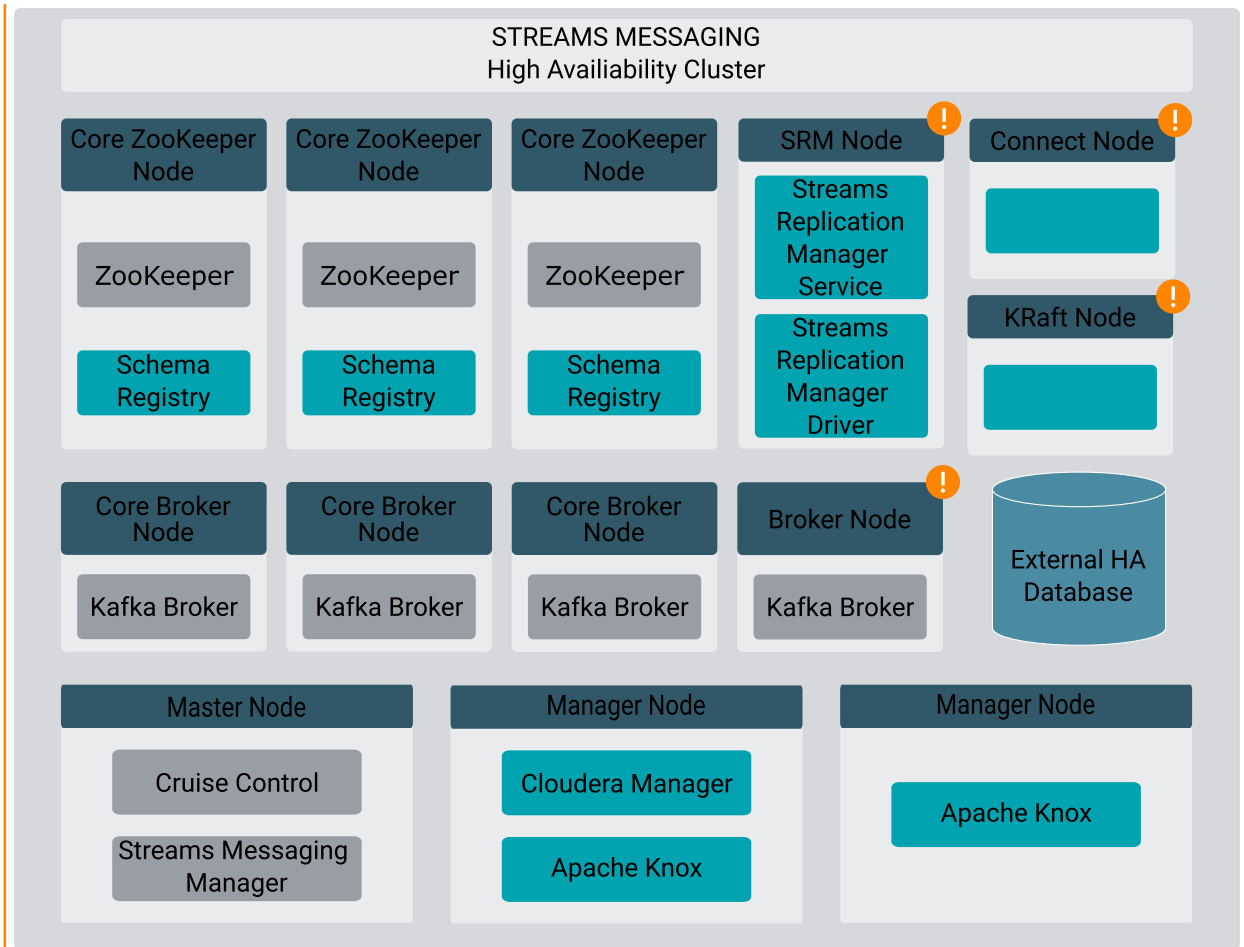 STREAMS MESSAGING
High Availiability Cluster
Core ZooKeeper
Node
ZooKeeper
Schema
Registry
Core ZooKeeper
Node
ZooKeeper
Schema
Registry
Core ZooKeeper
Node
ZooKeeper
Schema
Registry
SRM Node
!
Streams
Replication
Manager
Service
Streams
Replication
Manager
Driver
Connect Node
!
KRaft Node
!
Core Broker
Node
Kafka Broker
Core Broker
Node
Kafka Broker
Core Broker
Node
Kafka Broker
Broker Node
!
Kafka Broker
External HA
Database
Master Node
Cruise Control
Streams Messaging
Manager
Manager Node
Cloudera Manager
Apache Knox
Manager Node
Apache Knox